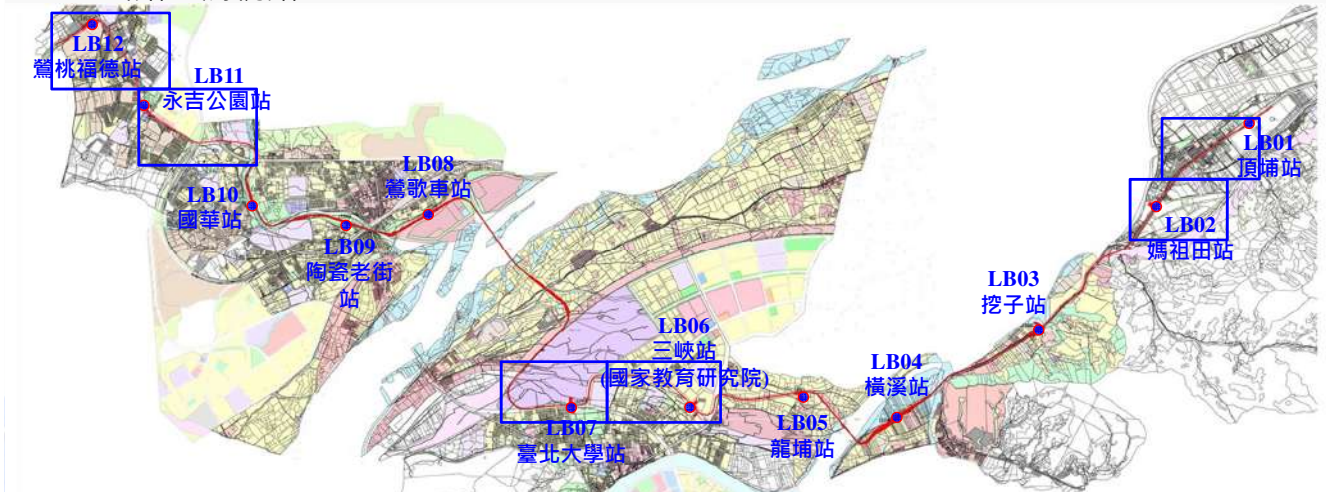 LB12
鶯桃福德站
LB11
永吉公園站
LB10
國華站
LB09
陶瓷老街
站
LB08
鶯歌車站
LB07
臺北大學站
LB06
三峽站
(國家教育研究院)
LB05
龍埔站
LB04
橫溪站
LB03
挖子站
LB02
媽祖田站
LB01
頂埔站